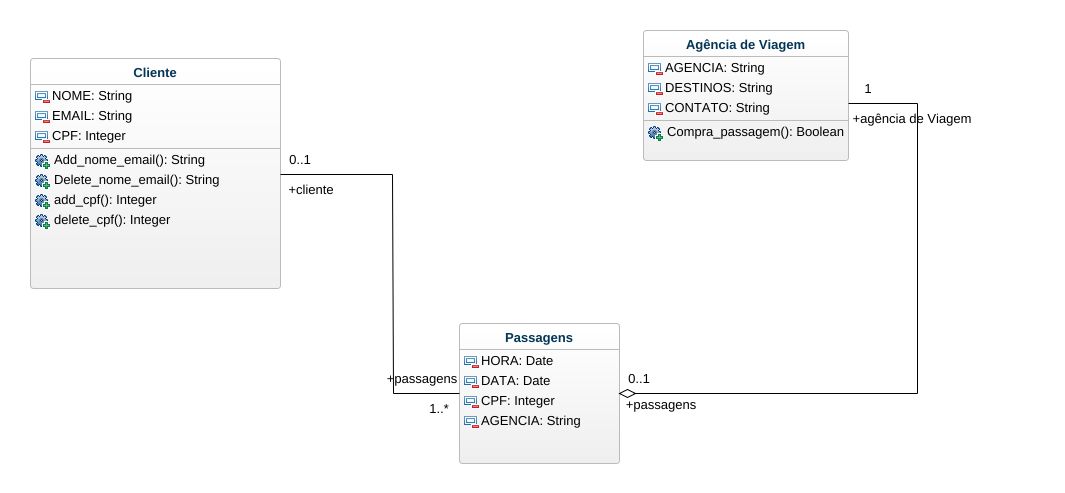 Cliente
NOME: String
EMAIL: String
CPF: Integer
Add_nome_email(): String
Delete_nome_email(): String
add_cpf(): Integer
delete_cpf(): Integer
0..1
+cliente
Agência de Viagem
AGENCIA: String
DESTINOS: String
CONTATO: String
Compra_passagem(): Boolean
1
+agência de Viagem
Passagens
HORA: Date
DATA: Date
CPF: Integer
AGENCIA: String
+passagens
1..*
0..1
+passagens